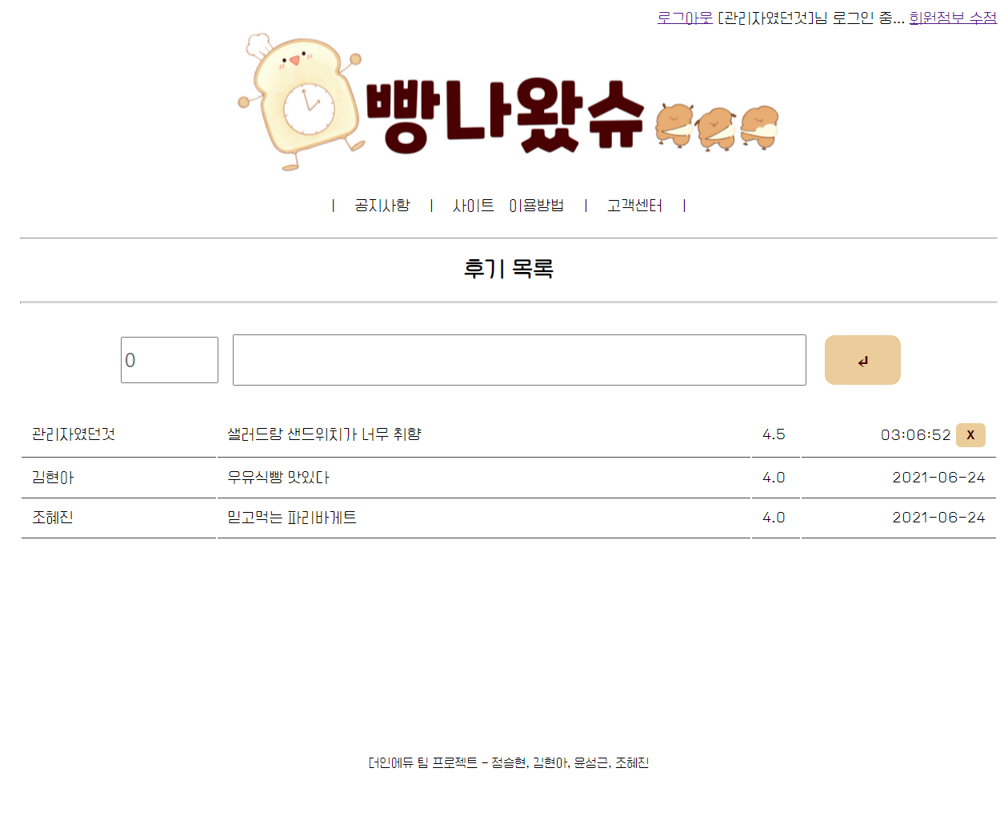 로그아웃 [관리자였던것]님 로그인 중... 회원정보 수정
빵나왔슈
| 공지사항 | 사이트 이용방법 | 고객센터 |
후기 목록
0
관리자였던것 샐러드랑 샌드위치가 너무 취향 4.5 03:06:52 X
김현아 우유식빵 맛있다 4.0 2021-06-24
조혜진 믿고먹는 파리바게트 4.0 2021-06-24
더인에듀 팀 프로젝트 - 정승현, 김현아, 윤성근, 조혜진